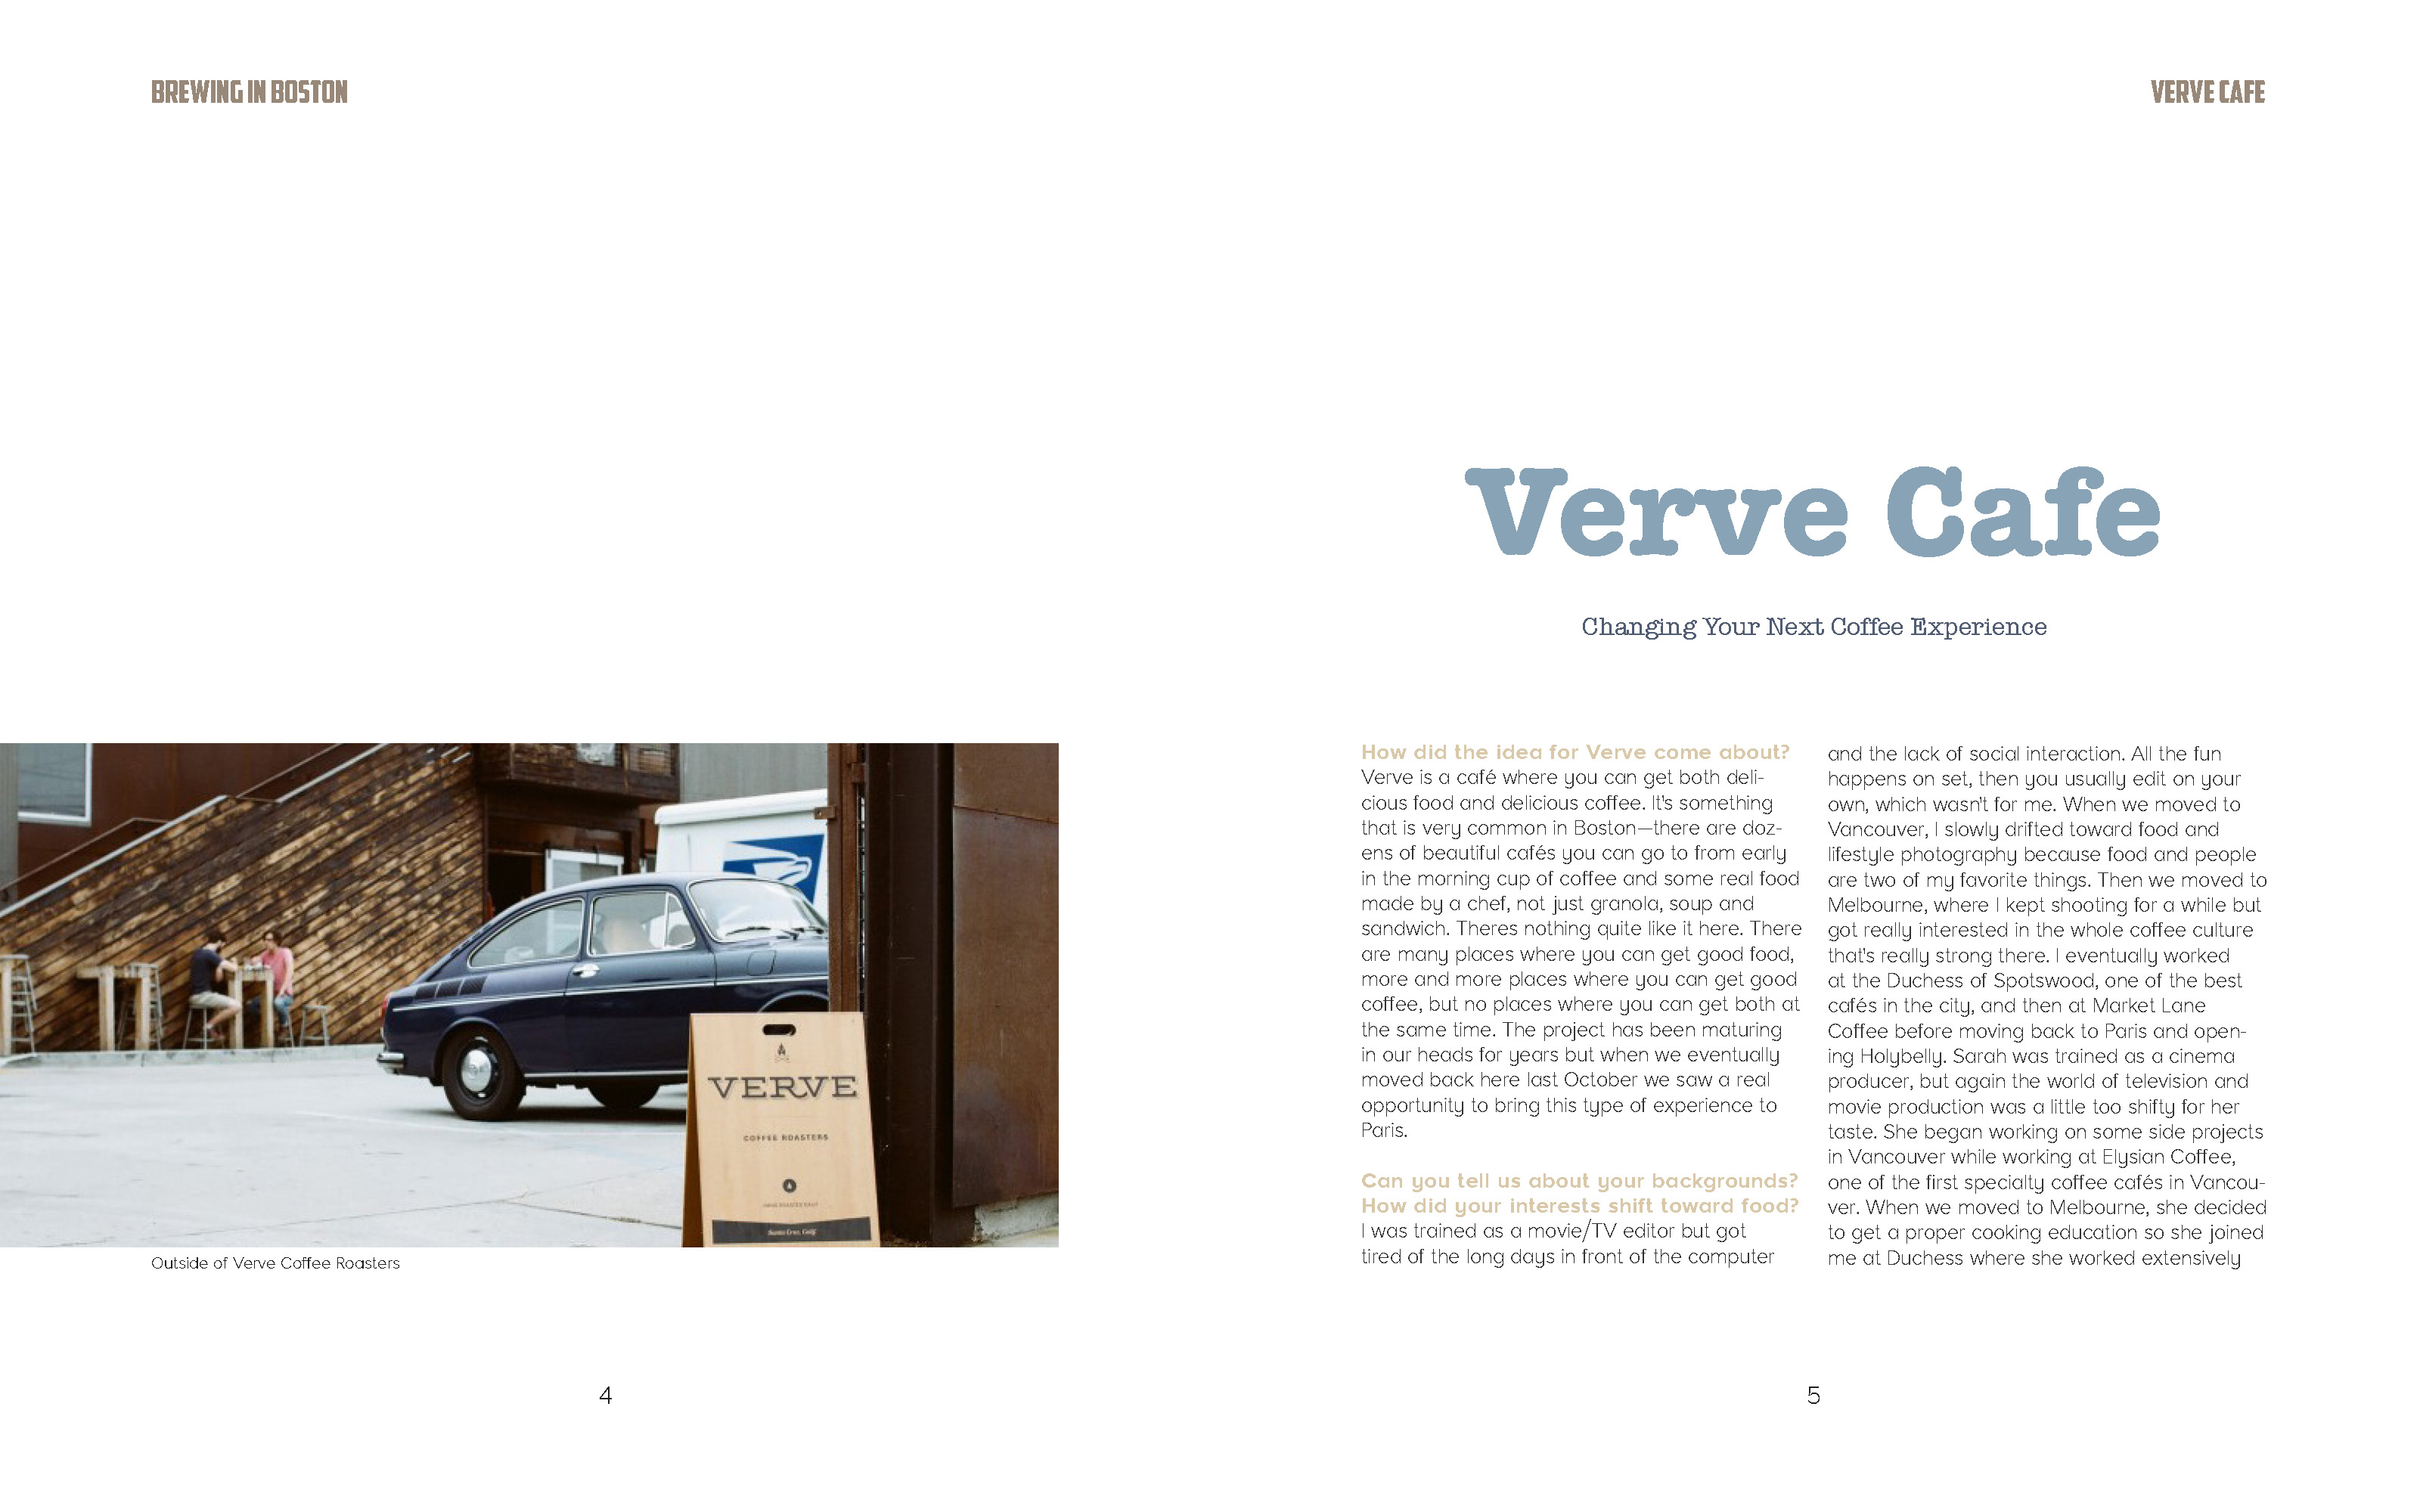 BREWING IN BOSTON
VERVE
COFFEE ROASTERS
HAND ROASTED DAILY
Santa Cruz, Calif
Outside of Verve Coffee Roasters
4
VERVE CAFE
Verve Cafe
Changing Your Next Coffee Experience
How did the idea for Verve come about?
Verve is a café where you can get both deli-
cious food and delicious coffee. It's something
that is very common in Boston—there are doz-
ens of beautiful cafés you can go to from early
in the morning cup of coffee and some real food
made by a chef, not just granola, soup and
sandwich. Theres nothing quite like it here. There
are many places where you can get good food,
more and more places where you can get good
coffee, but no places where you can get both at
the same time. The project has been maturing
in our heads for years but when we eventually
moved back here last October we saw a real
opportunity to bring this type of experience to
Paris.
Can you tell us about your backgrounds?
How did your interests shift toward food?
I was trained as a movie/TV editor but got
tired of the long days in front of the computer
and the lack of social interaction. All the fun
happens on set, then you usually edit on your
own, which wasn't for me. When we moved to
Vancouver, I slowly drifted toward food and
lifestyle photography because food and people
are two of my favorite things. Then we moved to
Melbourne, where I kept shooting for a while but
got really interested in the whole coffee culture
that's really strong there. I eventually worked
at the Duchess of Spotswood, one of the best
cafés in the city, and then at Market Lane
Coffee before moving back to Paris and open-
ing Holybelly. Sarah was trained as a cinema
producer, but again the world of television and
movie production was a little too shifty for her
taste. She began working on some side projects
in Vancouver while working at Elysian Coffee,
one of the first specialty coffee cafés in Vancou-
ver. When we moved to Melbourne, she decided
to get a proper cooking education so she joined
me at Duchess where she worked extensively
5